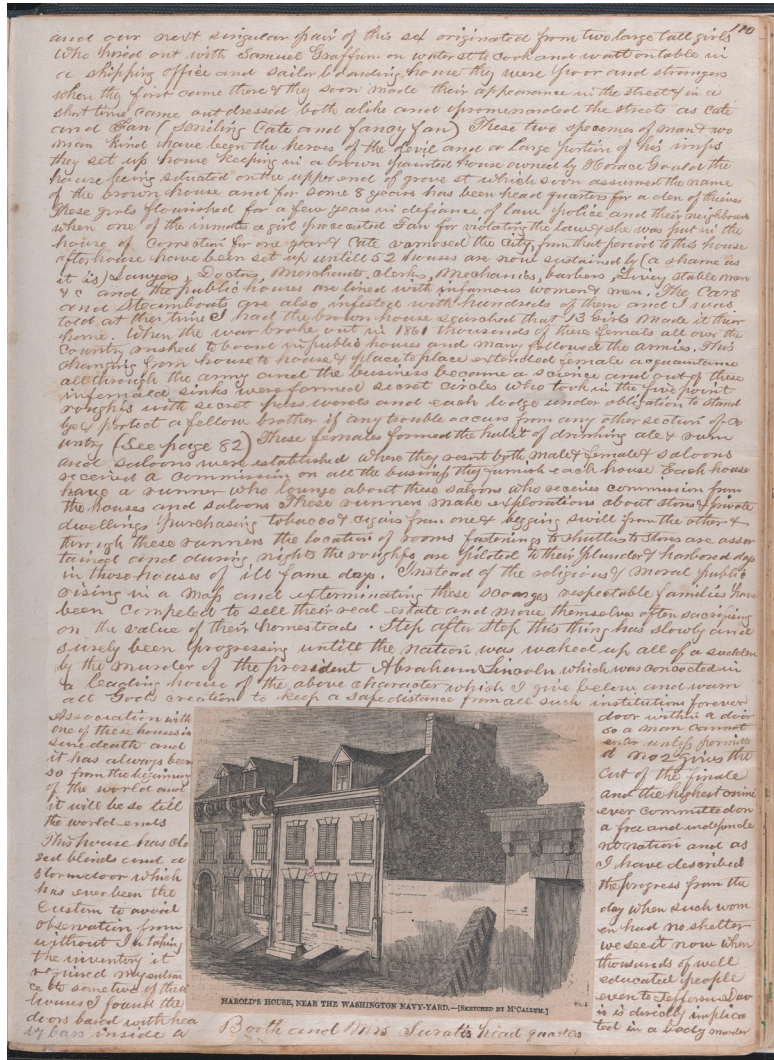 180
and our next singular pair of this sex originated from two large tall girls
who hired out with Samuel Graffum on water st to cook and wait on table in
a shipping office and sailor boarding house they were poor and strangers
when they first came there & they soon made their appearance in the street & in a
short time came out dressed both alike and promenaded the streets as Cate
and Fan (Smiling Cate and fancy fan) These two specemes of man & wo
man kind have been the heroes of the devil and a large portion of his imps.
they set up house keeping in a brown painted house owned by Horace Gould the
house being situated on the upper end of grove st which soon assumed the name
of the brown house and for some 8 years has been head quarters for a den of thieves
These girls flourished for a few years in defiance of law police and their neighbours
when one of the inmates a girl prosecuted Fan for violating the law & she was put in the
house of Correction for one year & Cate vamosed the City, from that period to this house
after house have been set up untill 52 houses are now sustained by (a shame as
it is) Lawyers, Doctors, Merchants, clerks, Mechanics, barbers, Livery stable men
& c and the public houses are lined with infamous women & men. The Cars
and Steamboats are also infested with hundreds of them and I was
told at the time I had the brown house searched that 13 Girls made it their
home. When the war broke out in 1861 thousands of these females all over the
Country rushed to board in public houses and many followed the armies. This
changing from house to house & place to place extended female acquaintance
all through the army and the business become a science and out of these
infernald sinks were formed secret circles who took in the five point
roughs with secret pass words and each lodge under obligation to stand
by & pertect a fellow brother if any trouble occurs from any other section of co
untry (See page 82) These females formed the habit of drinking ale & rum
and saloons were established where they resort both male & female & saloons
received a commission on all the business they furnish each house Each house
have a runner who lounge about these saloons who receives commission from
the houses and saloons These runners make explorations about stores & private
dwellings purchasing tobacco & cigars from one & begging swill from the other &
through these runners the location of rooms fastenings to shutters to stores are asser
tained and during nights the roughs are piloted to their plunder & harbored days
in those houses of ill fame days. Instead of the religious & moral public
rising in a mass and exterminating these scourges respectable families have
been competed to sell their real estate and move themselves often sacrifising
on the value of their homesteads. Step after Step this thing has slowly and
surely been progressing untill the nation was waked up all of a sudden
by the murder of the president Abraham Lincoln which was concocted in
a leading house of the above character which I give below and warn
all Gods creation to keep a safe distance from all such institutions forever
Association with
one of these houses is
sure death and
it has always been
so from the beginning
of the world and
it will be so till
the world ends
This house has clo
sed blinds and a
storm door which
has ever been the
Custom to avoid
observation from
without In taking
the inventory it
required my entran
ce to some two of these
houses I found the
doors bared with hea
vy bars inside a
door within a door
so a man cannot
enter unless permitte
d No 2 gives the
cut of the finale
and the highest crime
ever committed on
a free and independe
nt nation and as
I have described
the progress from the
day when such wom
en had no shelter
we see it now when
thousands of well
educated people
even to Jefferson Dav
is is directly implica
ted in a bloody murder
2
HAROLD'S HOUSE, NEAR THE WASHINGTON NAVY-YARD.—[SKETCHED BY McCALLUM.]
Booth and Mrs Suratts head quarters